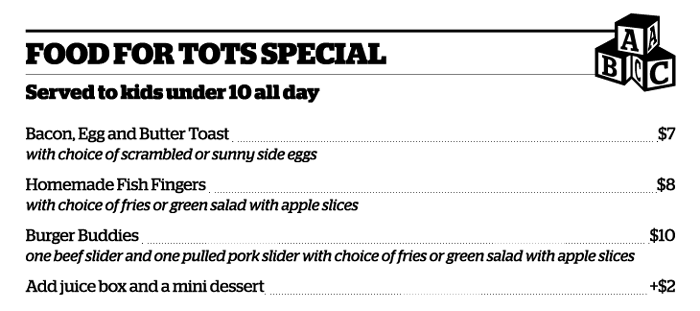 FOOD FOR TOTS SPECIAL
A A
B C C
Served to kids under 10 all day
Bacon, Egg and Butter Toast $7
with choice of scrambled or sunny side eggs
Homemade Fish Fingers $8
with choice of fries or green salad with apple slices
Burger Buddies $10
one beef slider and one pulled pork slider with choice of fries or green salad with apple slices
Add juice box and a mini dessert +$2